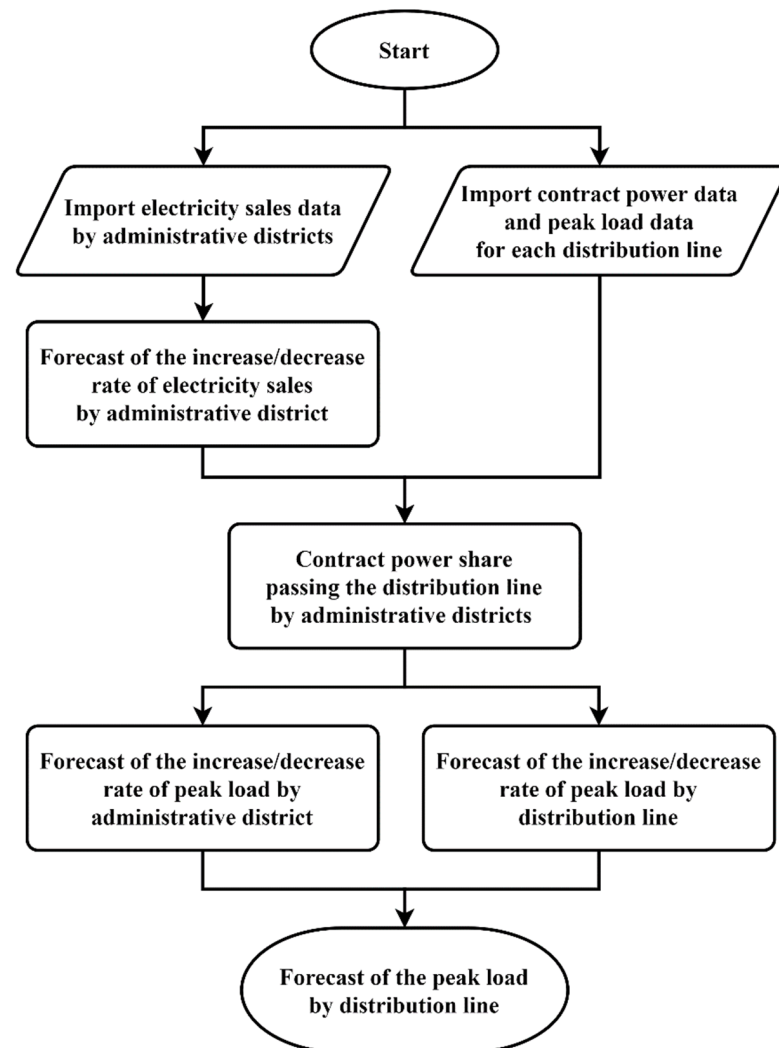 Start
Import electricity sales data
by administrative districts
Import contract power data
and peak load data
for each distribution line
Forecast of the increase/decrease
rate of electricity sales
by administrative district
Contract power share
passing the distribution line
by administrative districts
Forecast of the increase/decrease
rate of peak load by
administrative district
Forecast of the increase/decrease
rate of peak load by
distribution line
Forecast of the peak load
by distribution line